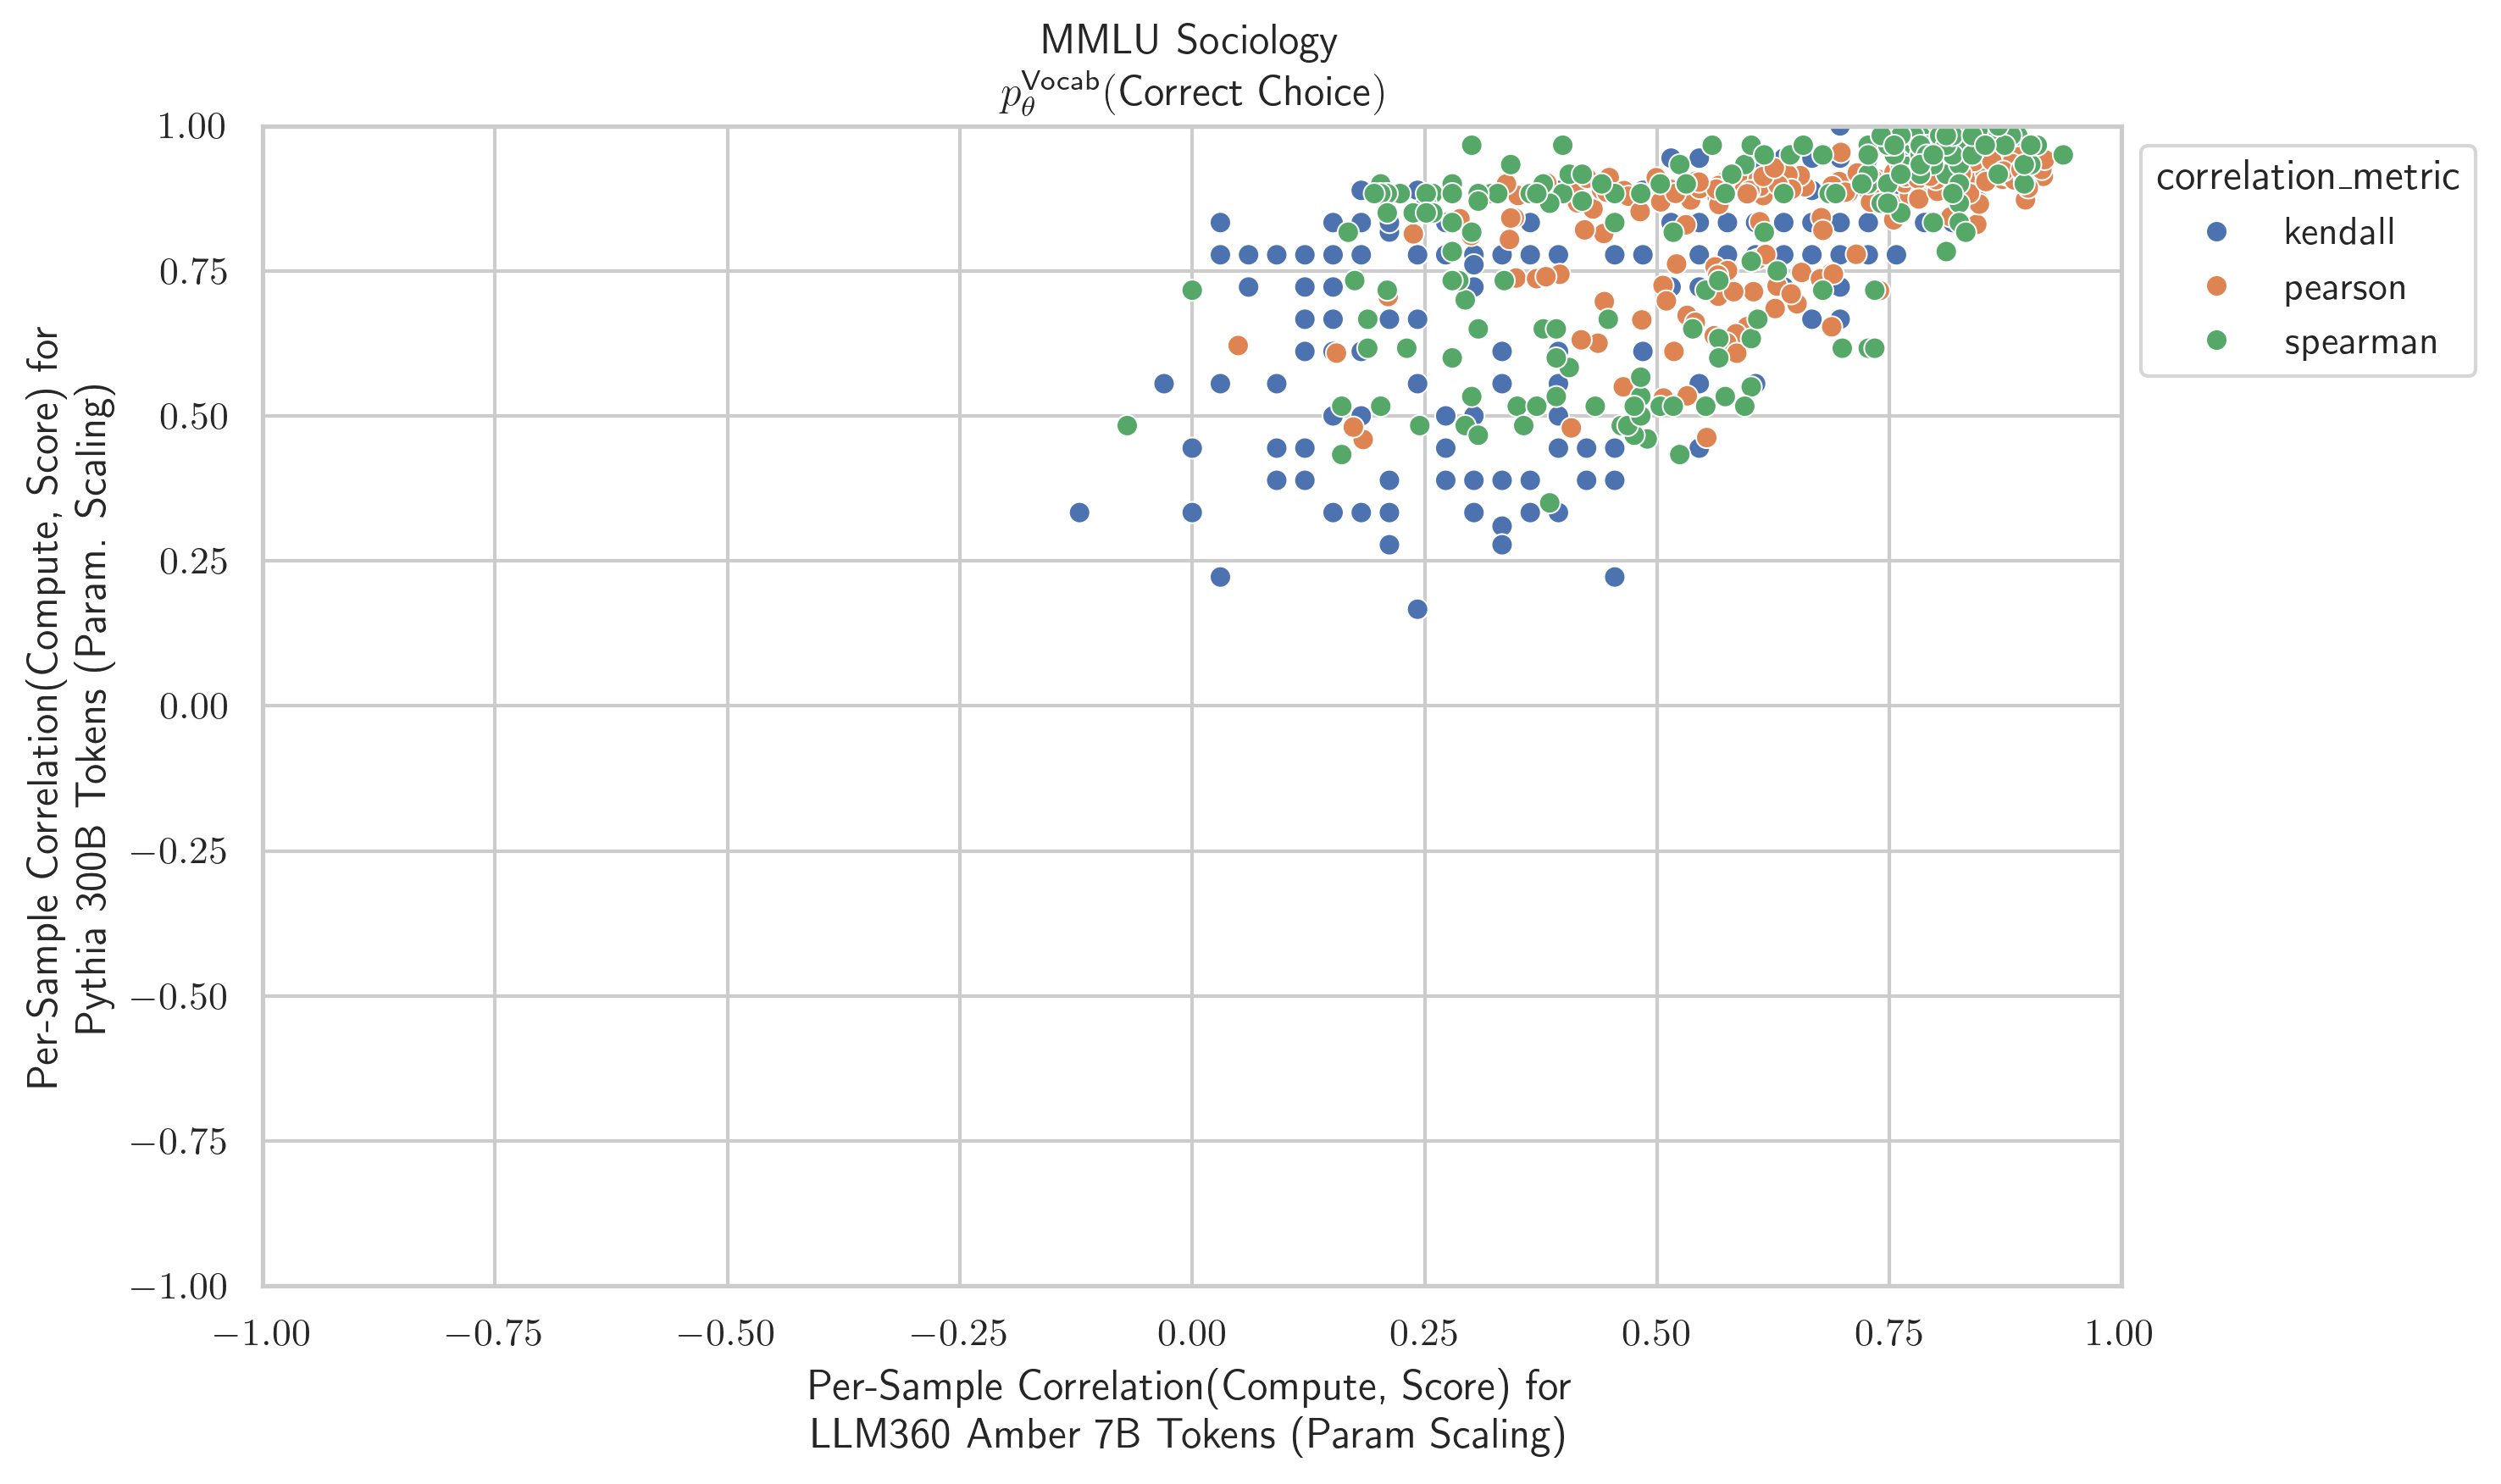 MMLU Sociology
p_θ^Vocab(Correct Choice)
1.00
0.75
0.50
0.25
0.00
−0.25
−0.50
−0.75
−1.00
Per-Sample Correlation(Compute, Score) for
Pythia 300B Tokens (Param. Scaling)
correlation_metric
kendall
pearson
spearman
−1.00
−0.75
−0.50
−0.25
0.00
0.25
0.50
0.75
1.00
Per-Sample Correlation(Compute, Score) for
LLM360 Amber 7B Tokens (Param Scaling)